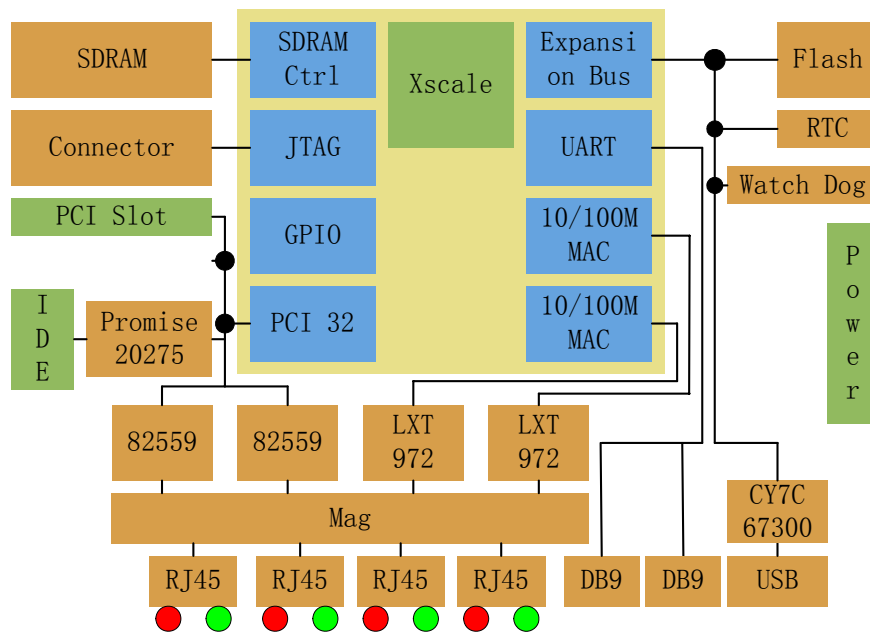 SDRAM
SDRAM
Ctrl
Xscale
Expansi
on Bus
Flash
Connector
JTAG
UART
RTC
Watch Dog
PCI Slot
GPIO
10/100M
MAC
P
o
w
e
r
I
D
E
Promise
20275
PCI 32
10/100M
MAC
82559
82559
LXT
972
LXT
972
CY7C
67300
Mag
RJ45
RJ45
RJ45
RJ45
DB9
DB9
USB